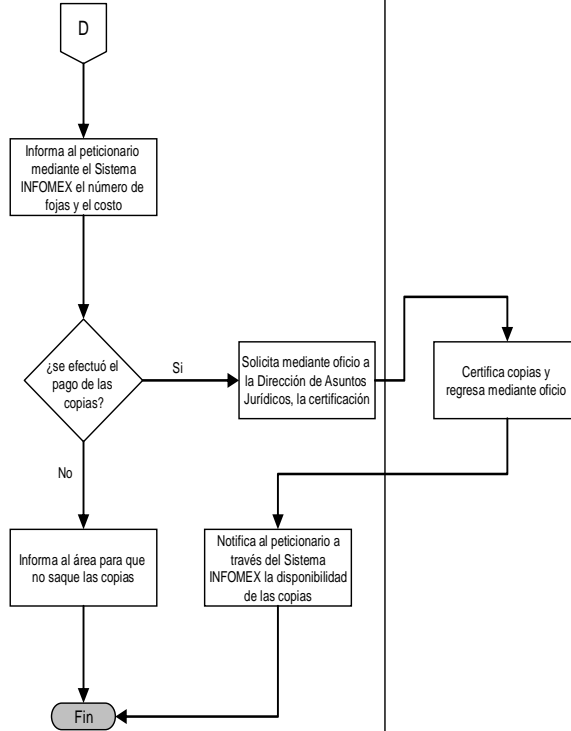 D
Informa al peticionario
mediante el Sistema
INFOMEX el número de
fojas y el costo
¿se efectuó el
pago de las
copias?
Si
Solicita mediante oficio a
la Dirección de Asuntos
Jurídicos, la certificación
Certifica copias y
regresa mediante oficio
No
Informa al área para que
no saque las copias
Notifica al peticionario a
través del Sistema
INFOMEX la disponibilidad
de las copias
Fin